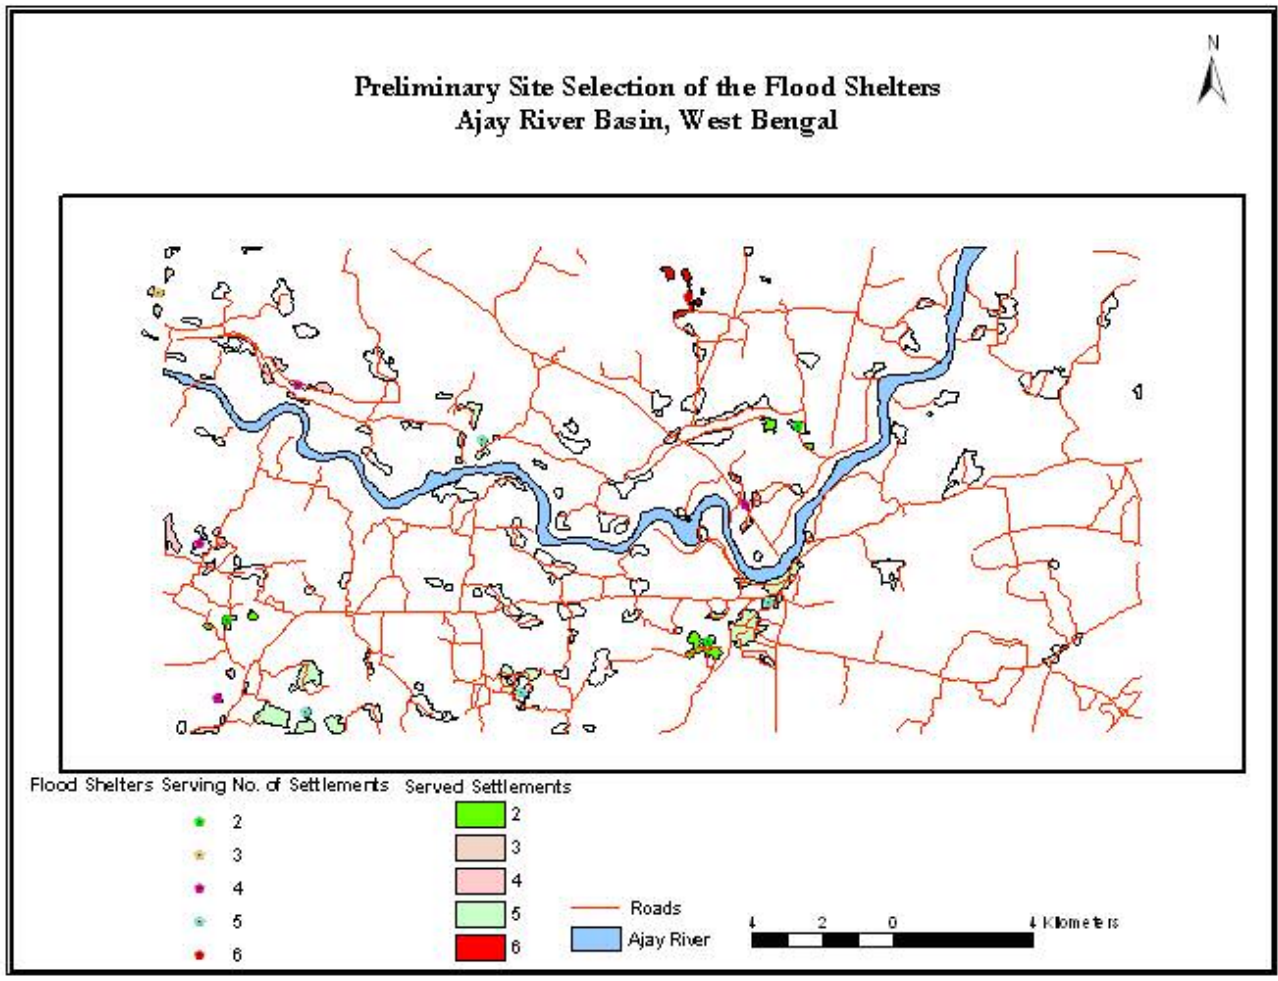 N
Preliminary Site Selection of the Flood Shelters
Ajay River Basin, West Bengal
Flood Shelters Serving No. of Settlements
2
3
4
5
6
Served Settlements
2
3
4
5
6
Roads
Ajay River
4 2 0 4 Kilometers